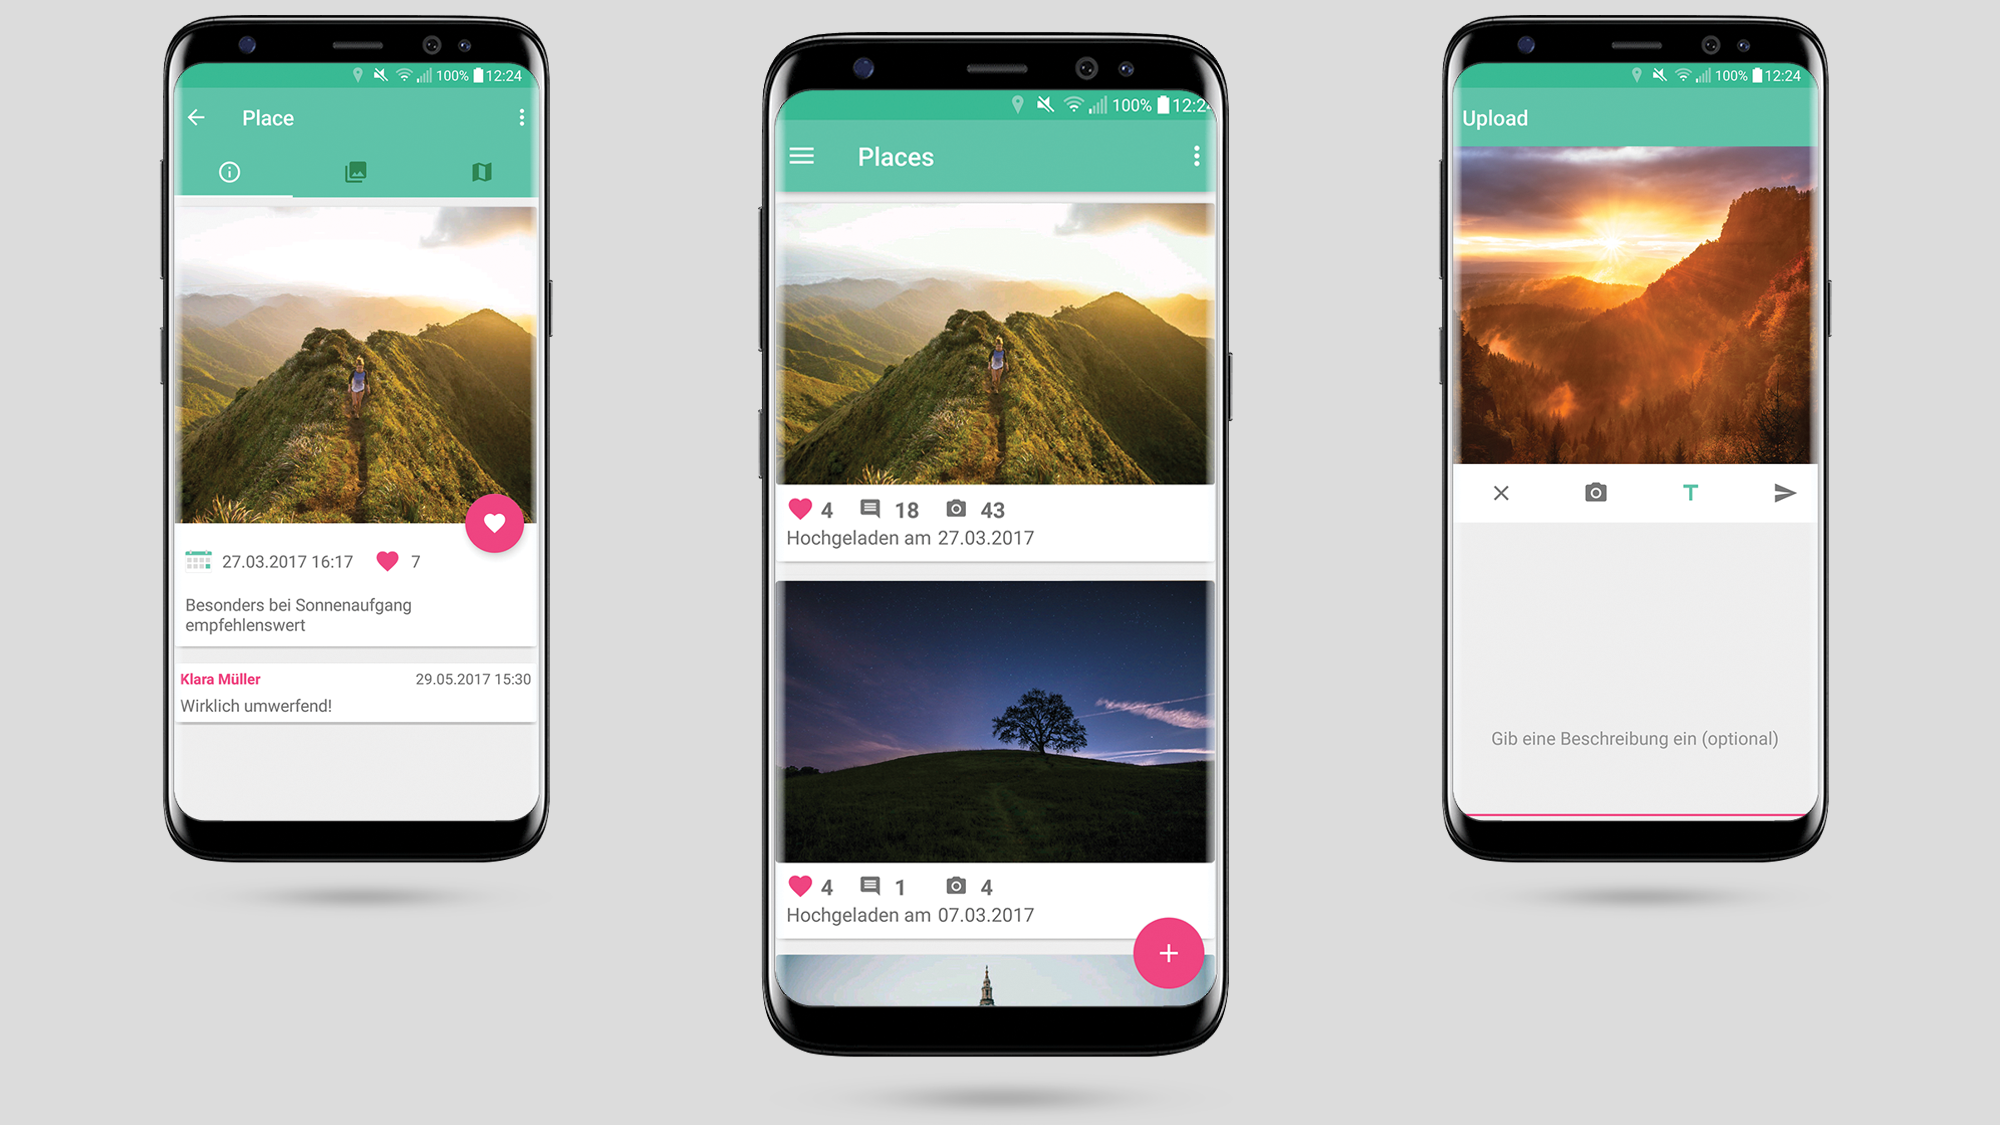 100% 12:24
Place
27.03.2017 16:17 7
Besonders bei Sonnenaufgang
empfehlenswert
Klara Müller 29.05.2017 15:30
Wirklich umwerfend!
100% 12:24
Places
4 18 43
Hochgeladen am 27.03.2017
4 1 4
Hochgeladen am 07.03.2017
100% 12:24
Upload
T
Gib eine Beschreibung ein (optional)